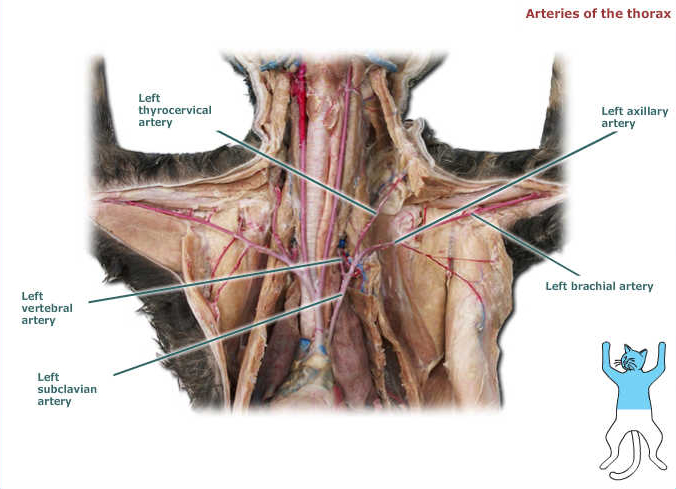 Arteries of the thorax
Left
thyrocervical
artery
Left axillary
artery
Left
vertebral
artery
Left brachial artery
Left
subclavian
artery